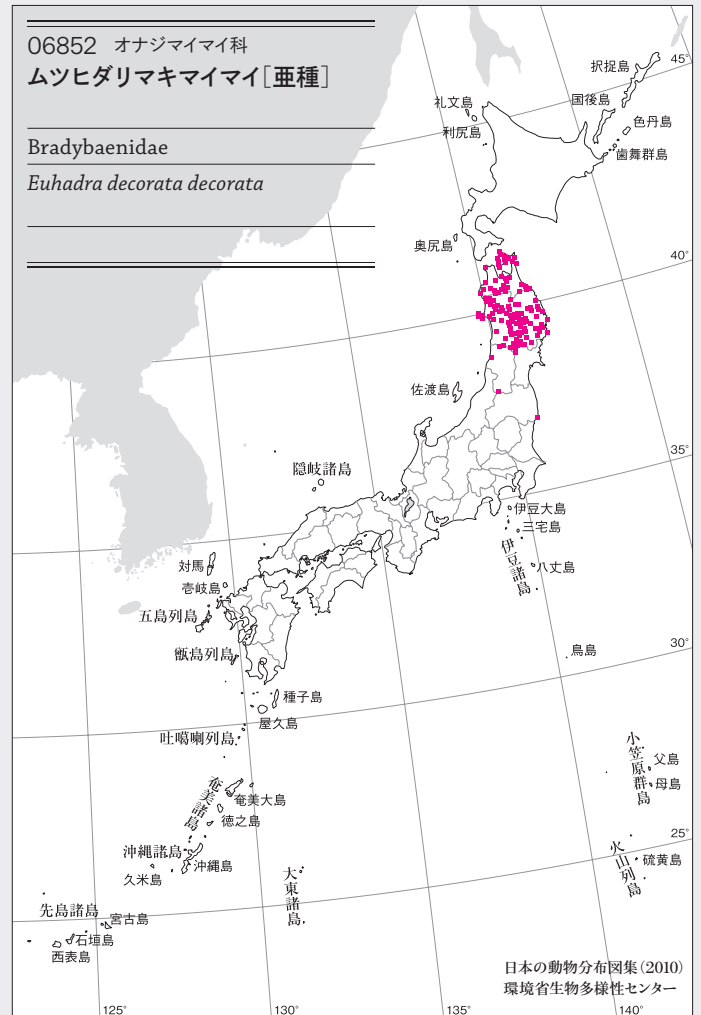 06852 オナジマイマイ科
ムツヒダリマキマイマイ［亜種］
Bradybaenidae
Euhadra decorata decorata
択捉島
45°
国後島
礼文島
色丹島
利尻島
歯舞群島
奥尻島
40°
佐渡島
35°
隠岐諸島
伊豆大島
三宅島
伊豆諸島
八丈島
対馬
壱岐島
五島列島
甑島列島
鳥島
30°
種子島
屋久島
吐噶喇列島
小笠原群島
父島
母島
奄美諸島
奄美大島
徳之島
25°
沖縄諸島
沖縄島
久米島
火山列島
硫黄島
大東諸島
先島諸島
宮古島
石垣島
西表島
日本の動物分布図集（2010）
環境省生物多様性センター
125°
130°
135°
140°